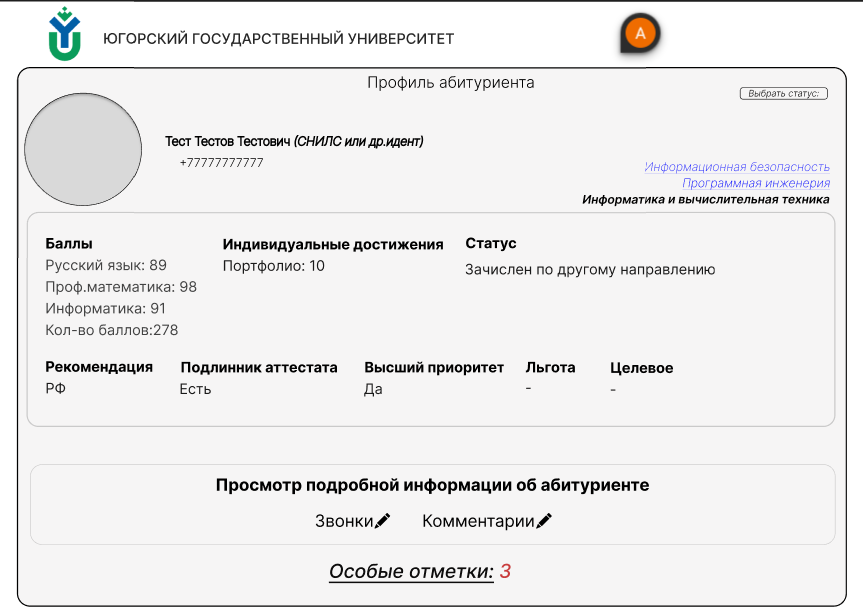 ЮГОРСКИЙ ГОСУДАРСТВЕННЫЙ УНИВЕРСИТЕТ
А
Профиль абитуриента
Выбрать статус:
Тест Тестов Тестович (СНИЛС или др.идент)
+77777777777
Информационная безопасность
Программная инженерия
Информатика и вычислительная техника
Баллы
Русский язык: 89
Проф.математика: 98
Информатика: 91
Кол-во баллов:278
Индивидуальные достижения
Портфолио: 10
Статус
Зачислен по другому направлению
Рекомендация
РФ
Подлинник аттестата
Есть
Высший приоритет
Да
Льгота
-
Целевое
-
Просмотр подробной информации об абитуриенте
Звонки Комментарии
Особые отметки: 3